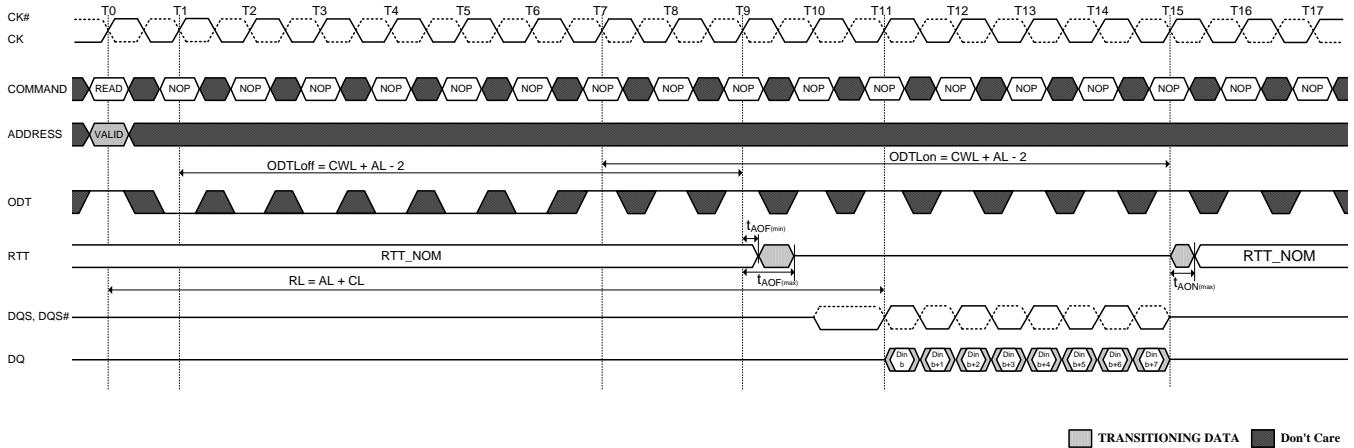 T0 T1 T2 T3 T4 T5 T6 T7 T8 T9 T10 T11 T12 T13 T14 T15 T16 T17
CK#
CK
COMMAND READ NOP NOP NOP NOP NOP NOP NOP NOP NOP NOP NOP NOP NOP NOP NOP NOP NOP
ADDRESS VALID
ODTLoff = CWL + AL - 2 ODTLon = CWL + AL - 2
ODT
tAOF(min)
RTT RTT_NOM RTT_NOM
tAOF(max) tAON(max)
RL = AL + CL
DQS, DQS#
DQ Din b Din b+1 Din b+2 Din b+3 Din b+4 Din b+5 Din b+6 Din b+7
TRANSITIONING DATA Don't Care